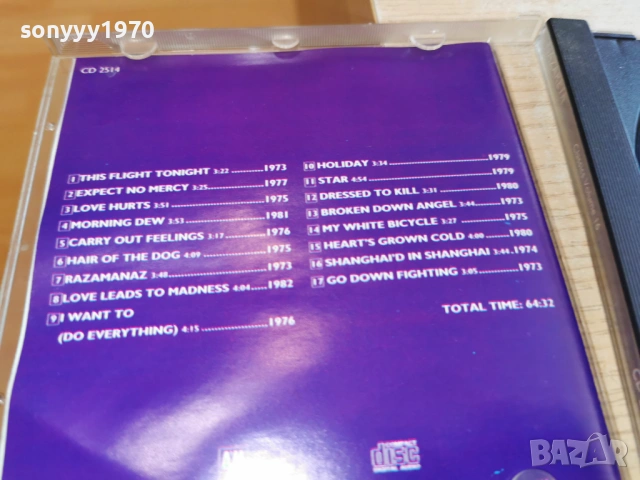 sonyyy1970
CD 2514
1 THIS FLIGHT TONIGHT 3:22 1973
2 EXPECT NO MERCY 3:25 1977
3 LOVE HURTS 3:51 1975
4 MORNING DEW 3:53 1981
5 CARRY OUT FEELINGS 3:17 1976
6 HAIR OF THE DOG 4:09 1975
7 RAZAMANAZ 3:48 1973
8 LOVE LEADS TO MADNESS 4:04 1982
9 I WANT TO
(DO EVERYTHING) 4:15 1976
10 HOLIDAY 3:34 1979
11 STAR 4:54 1979
12 DRESSED TO KILL 3:31 1980
13 BROKEN DOWN ANGEL 3:44 1973
14 MY WHITE BICYCLE 3:27 1975
15 HEART'S GROWN COLD 4:00 1980
16 SHANGHAI'D IN SHANGHAI 3:44 1974
17 GO DOWN FIGHTING 3:05 1973
TOTAL TIME: 64:32
COMPACT
disc
DIGITAL AUDIO
BAZAR